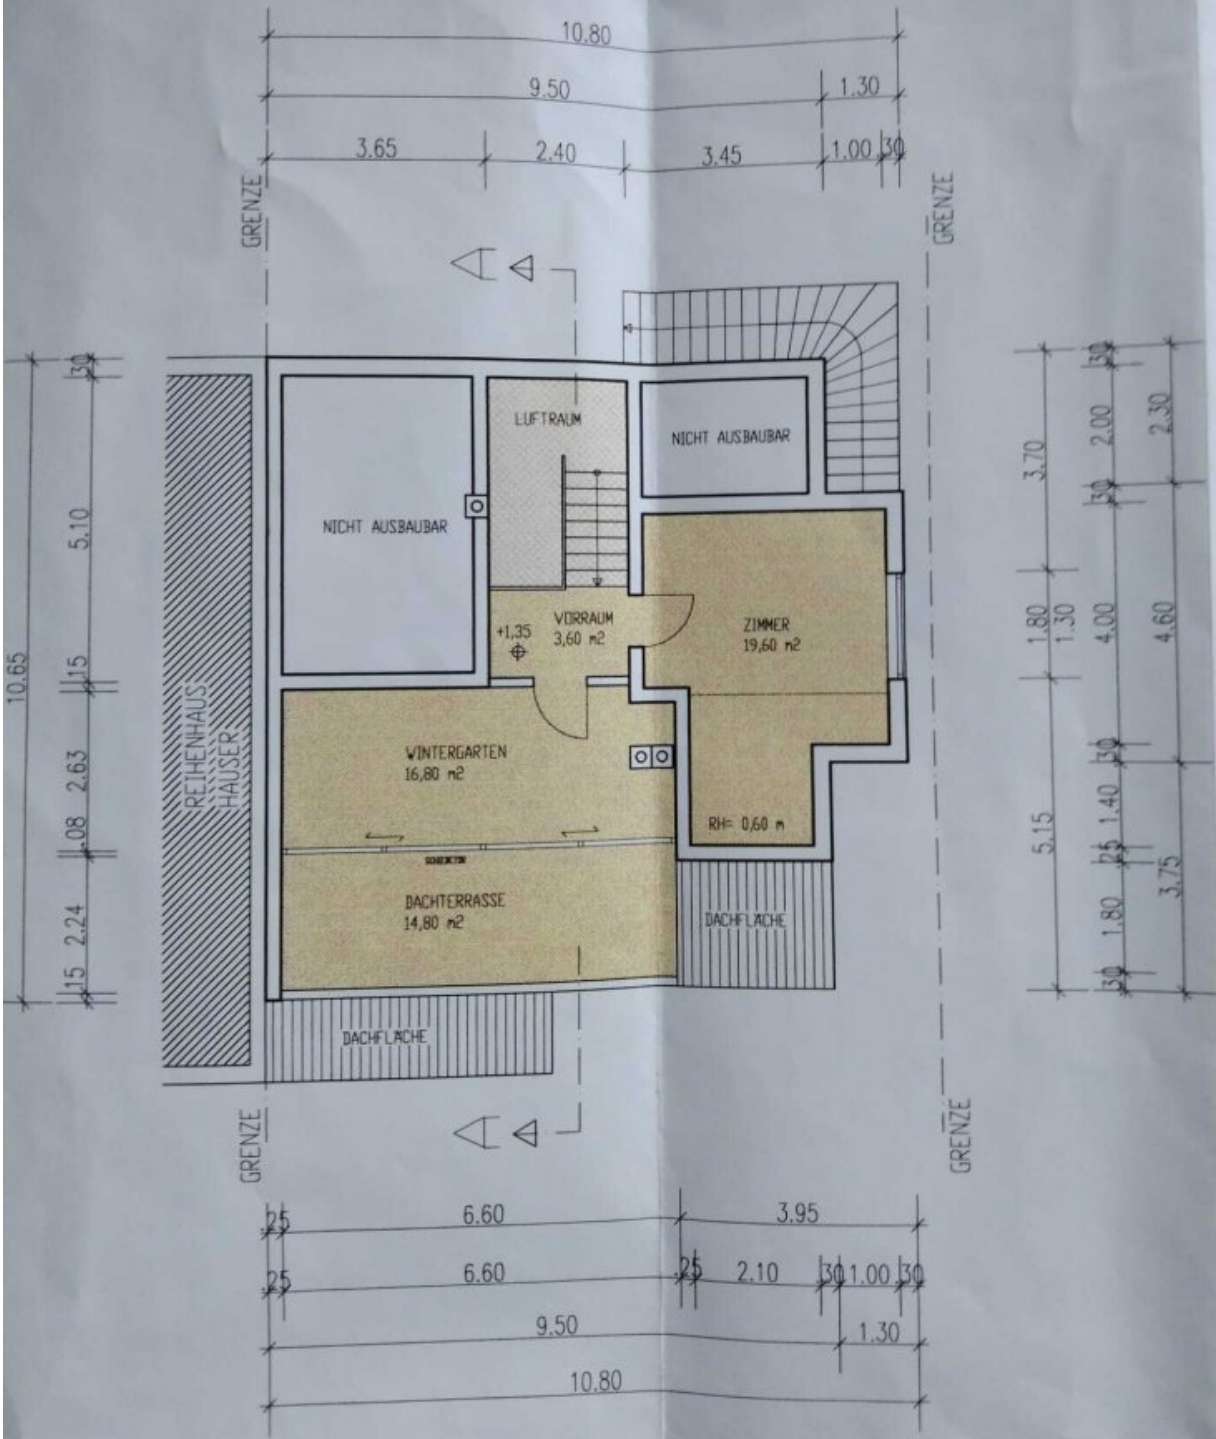 10.80
9.50
1.30
3.65
2.40
3.45
1.00
30
GRENZE
GRENZE
A
30
5.10
10.65
15
2.63
.08
2.24
.15
LUFTRAUM
NICHT AUSBAUBAR
NICHT AUSBAUBAR
VORRAUM
3,60 m2
+1,35
ZIMMER
19,60 m2
REIHENHAUS
HÄUSER
WINTERGARTEN
16,80 m2
RH= 0,60 m
DACHTERRASSE
14,80 m2
DACHFLÄCHE
DACHFLÄCHE
3.70
1.80
1.30
5.15
30
2.00
30
4.00
30
1.40
25
1.80
30
2.30
4.60
3.75
A
GRENZE
GRENZE
25
6.60
3.95
25
6.60
.25
2.10
30
1.00
30
9.50
1.30
10.80